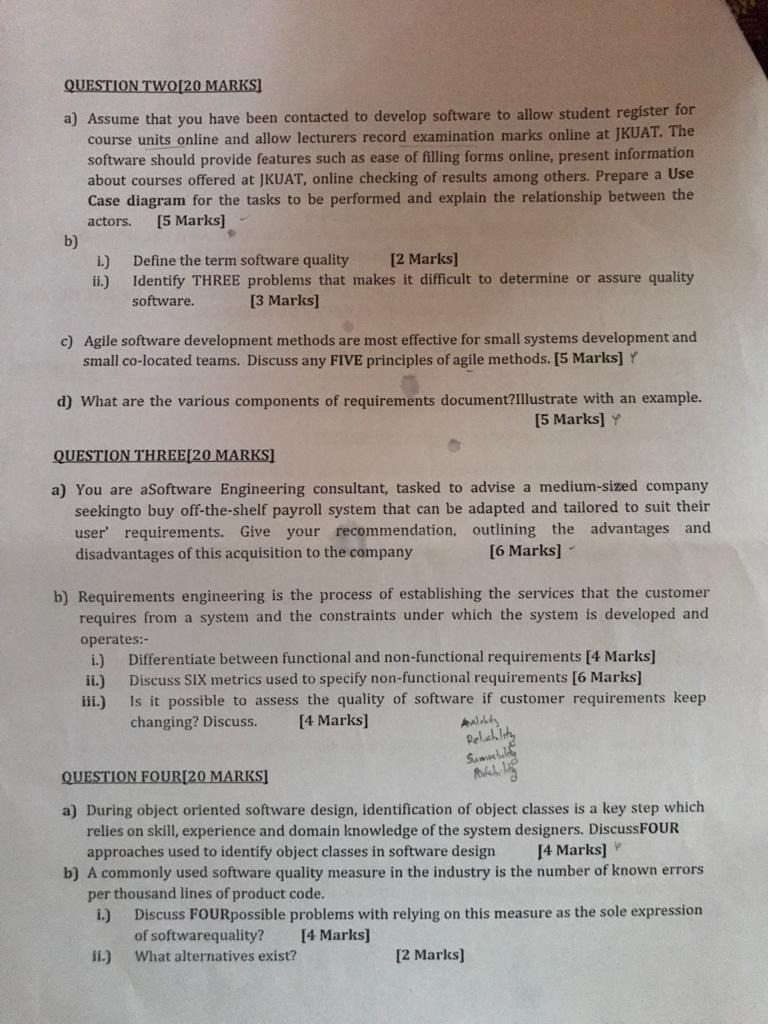 QUESTION TWO[20 MARKS]
a) Assume that you have been contacted to develop software to allow student register for
course units online and allow lecturers record examination marks online at JKUAT. The
software should provide features such as ease of filling forms online, present information
about courses offered at JKUAT, online checking of results among others. Prepare a Use
Case diagram for the tasks to be performed and explain the relationship between the
actors. [5 Marks]
b)
i.) Define the term software quality [2 Marks]
ii.) Identify THREE problems that makes it difficult to determine or assure quality
software. [3 Marks]
c) Agile software development methods are most effective for small systems development and
small co-located teams. Discuss any FIVE principles of agile methods. [5 Marks]
d) What are the various components of requirements document?Illustrate with an example.
[5 Marks]
QUESTION THREE[20 MARKS]
a) You are aSoftware Engineering consultant, tasked to advise a medium-sized company
seekingto buy off-the-shelf payroll system that can be adapted and tailored to suit their
user' requirements. Give your recommendation, outlining the advantages and
disadvantages of this acquisition to the company [6 Marks]
b) Requirements engineering is the process of establishing the services that the customer
requires from a system and the constraints under which the system is developed and
operates:-
i.) Differentiate between functional and non-functional requirements [4 Marks]
ii.) Discuss SIX metrics used to specify non-functional requirements [6 Marks]
iii.) Is it possible to assess the quality of software if customer requirements keep
changing? Discuss. [4 Marks]
Reliability
QUESTION FOUR[20 MARKS]
a) During object oriented software design, identification of object classes is a key step which
relies on skill, experience and domain knowledge of the system designers. DiscussFOUR
approaches used to identify object classes in software design [4 Marks]
b) A commonly used software quality measure in the industry is the number of known errors
per thousand lines of product code.
i.) Discuss FOURpossible problems with relying on this measure as the sole expression
of softwarequality? [4 Marks]
ii.) What alternatives exist? [2 Marks]